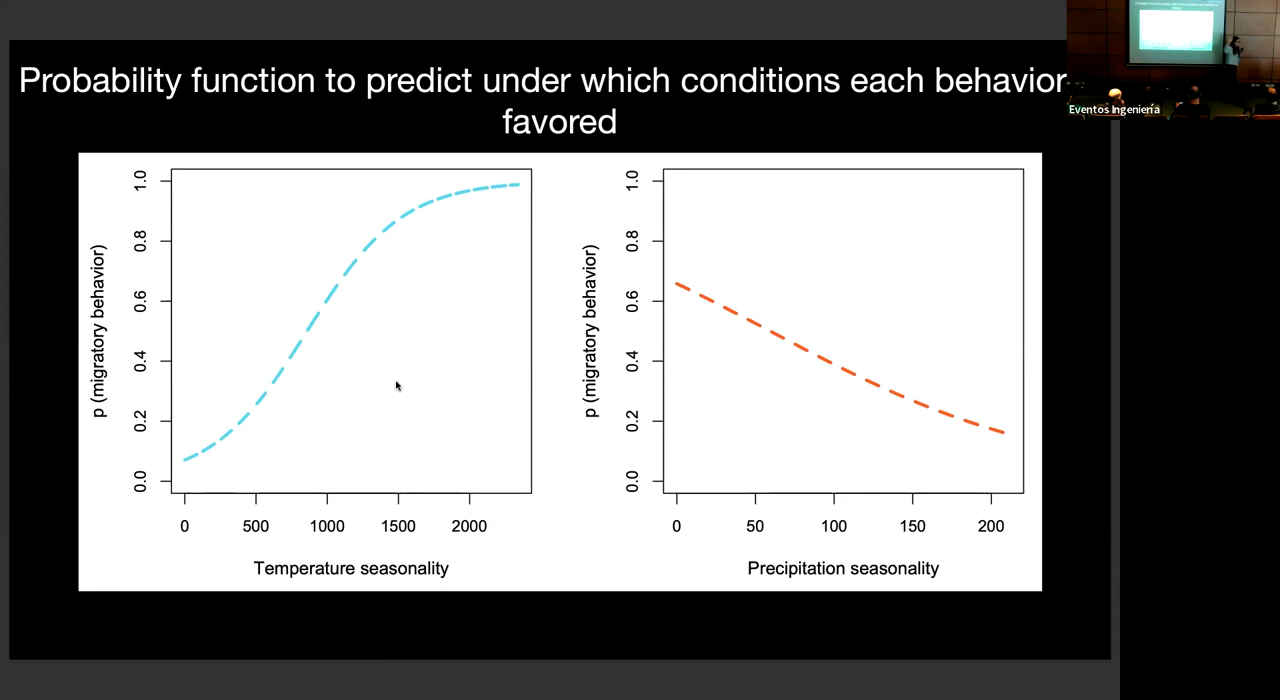 Probability function to predict under which conditions each behavior
favored
Eventos Ingeniería
p (migratory behavior)
1.0
0.8
0.6
0.4
0.2
0.0
0 500 1000 1500 2000
Temperature seasonality
p (migratory behavior)
1.0
0.8
0.6
0.4
0.2
0.0
0 50 100 150 200
Precipitation seasonality